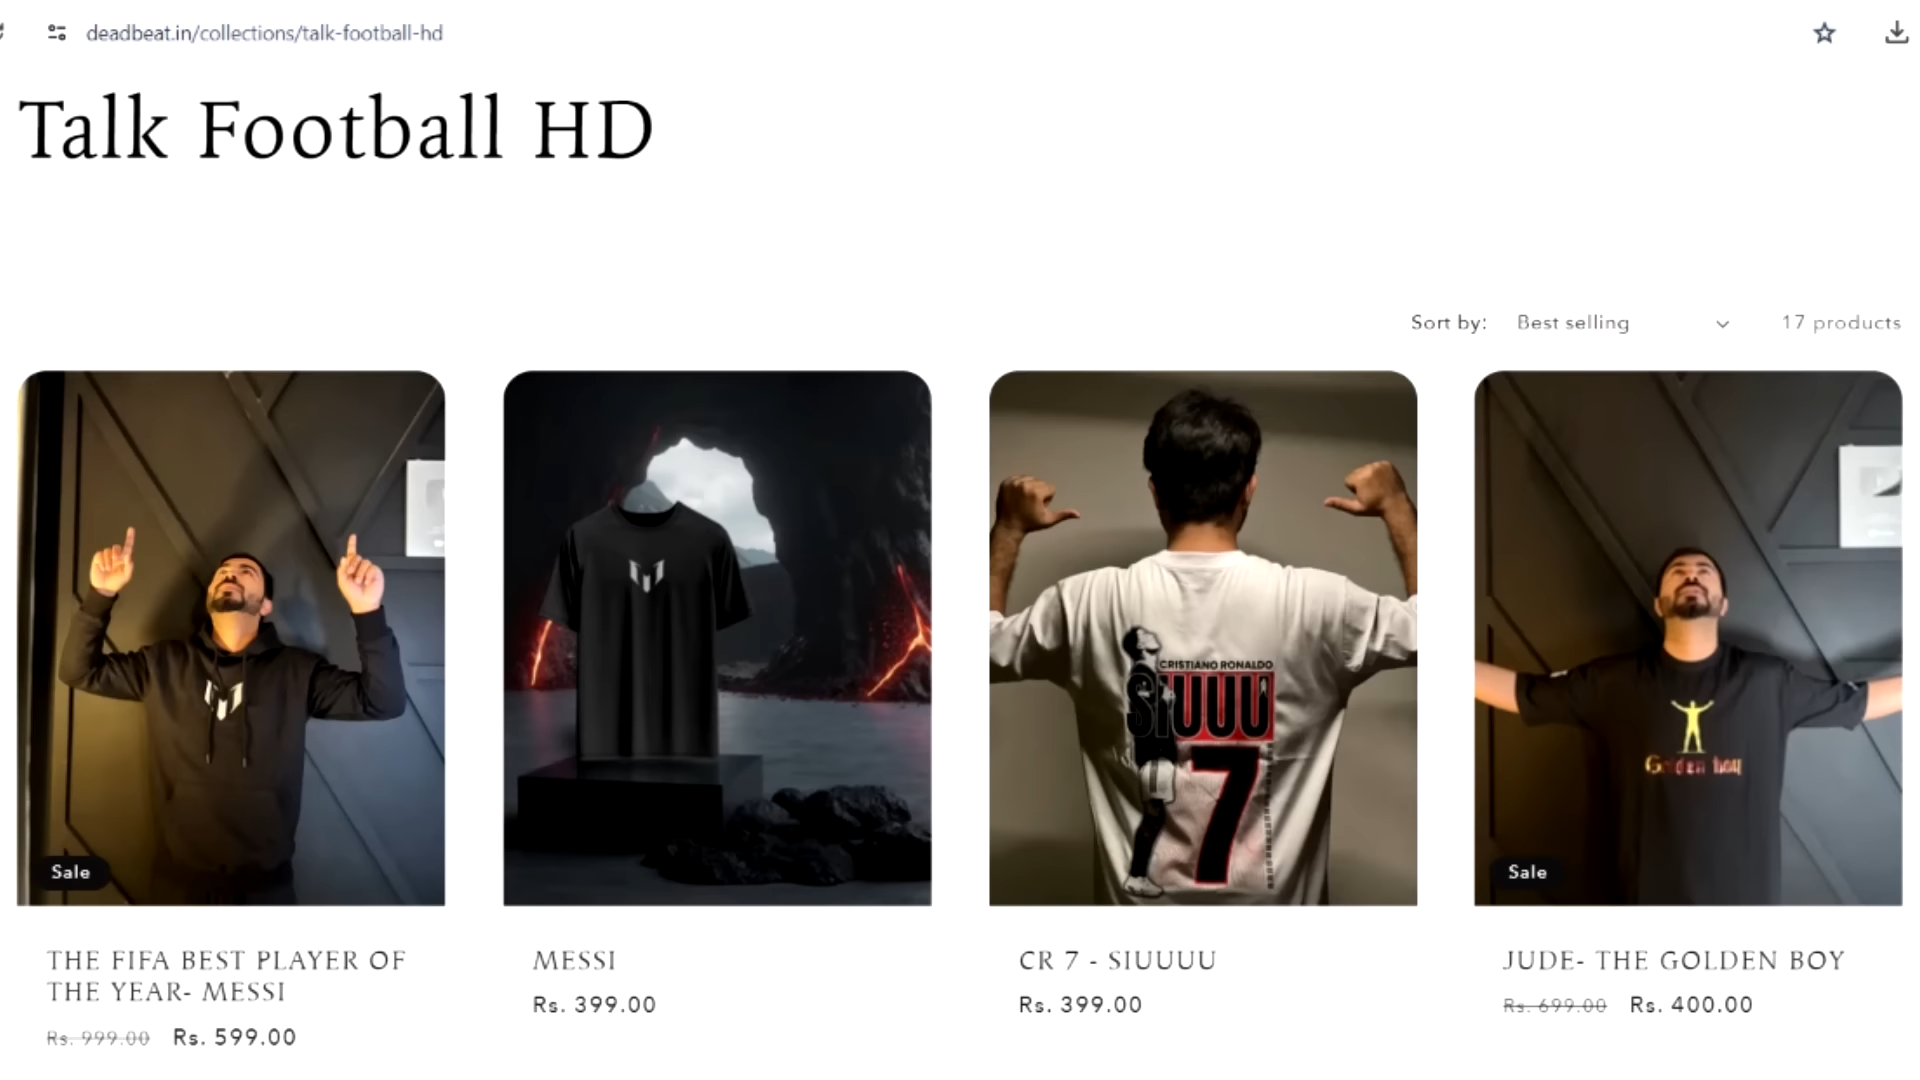 deadbeat.in/collections/talk-football-hd
Talk Football HD
Sort by: Best selling 17 products
CRISTIANO RONALDO
SIUUU
7
Golden boy
Sale
Sale
THE FIFA BEST PLAYER OF
THE YEAR- MESSI
Rs. 999.00 Rs. 599.00
MESSI
Rs. 399.00
CR 7 - SIUUUU
Rs. 399.00
JUDE- THE GOLDEN BOY
Rs. 699.00 Rs. 400.00